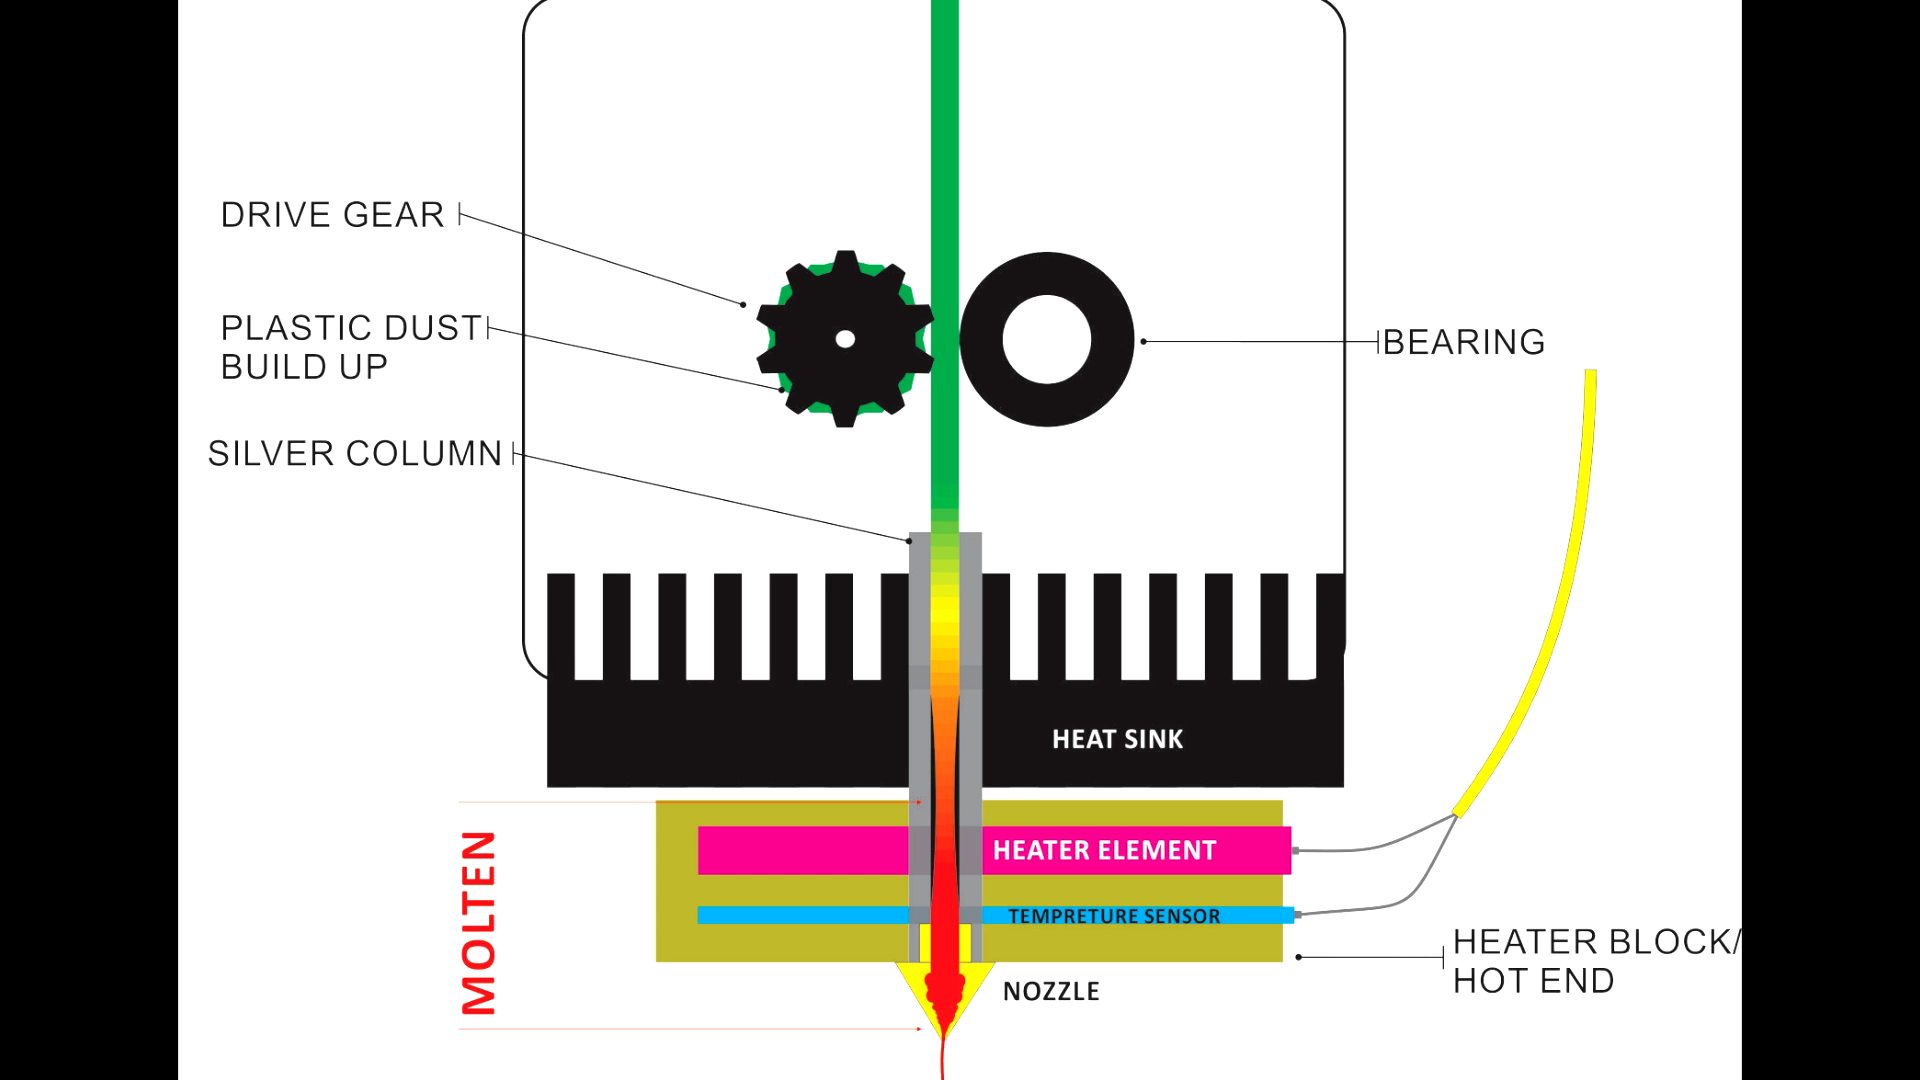 DRIVE GEAR
PLASTIC DUST
BUILD UP
BEARING
SILVER COLUMN
HEAT SINK
MOLTEN
HEATER ELEMENT
TEMPRETURE SENSOR
HEATER BLOCK/
HOT END
NOZZLE